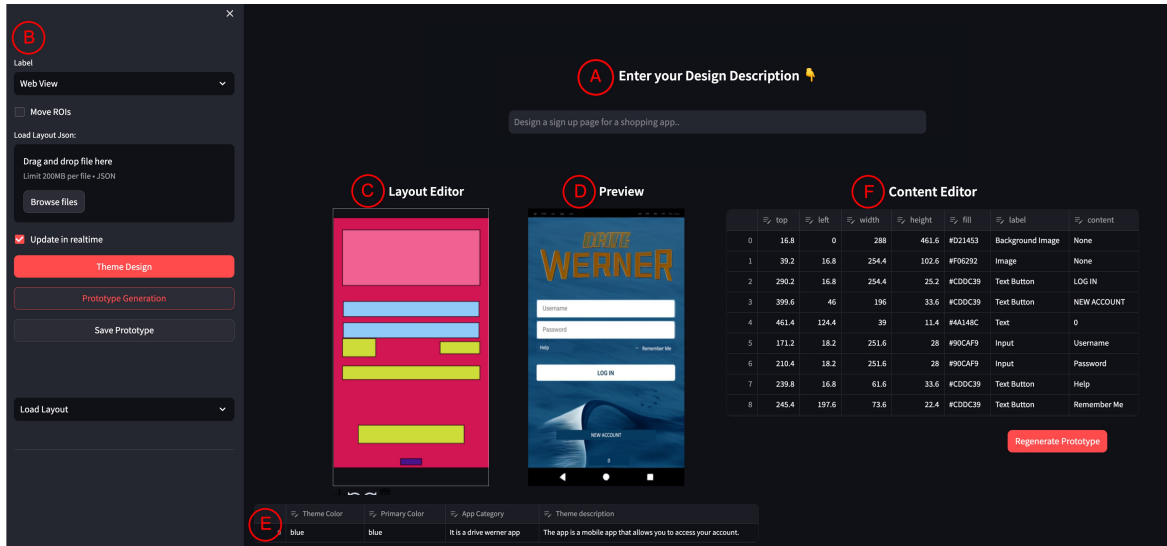 B
Label
Web View
Move ROIs
Load Layout Json:
Drag and drop file here
Limit 200MB per file • JSON
Browse files
Update in realtime
Theme Design
Prototype Generation
Save Prototype
Load Layout
A Enter your Design Description 👇
Design a sign up page for a shopping app..
C Layout Editor
D Preview
DRIVE
WERNER
Username
Password
Help Remember Me
LOG IN
NEW ACCOUNT
0
F Content Editor
top left width height fill label content
0 16.8 0 288 461.6 #D21453 Background Image None
1 39.2 16.8 254.4 102.6 #F06292 Image None
2 290.2 16.8 254.4 25.2 #CDDC39 Text Button LOG IN
3 399.6 46 196 33.6 #CDDC39 Text Button NEW ACCOUNT
4 461.4 124.4 39 11.4 #4A148C Text 0
5 171.2 18.2 251.6 28 #90CAF9 Input Username
6 210.4 18.2 251.6 28 #90CAF9 Input Password
7 239.8 16.8 61.6 33.6 #CDDC39 Text Button Help
8 245.4 197.6 73.6 22.4 #CDDC39 Text Button Remember Me
Regenerate Prototype
E
Theme Color Primary Color App Category Theme description
blue blue It is a drive werner app The app is a mobile app that allows you to access your account.